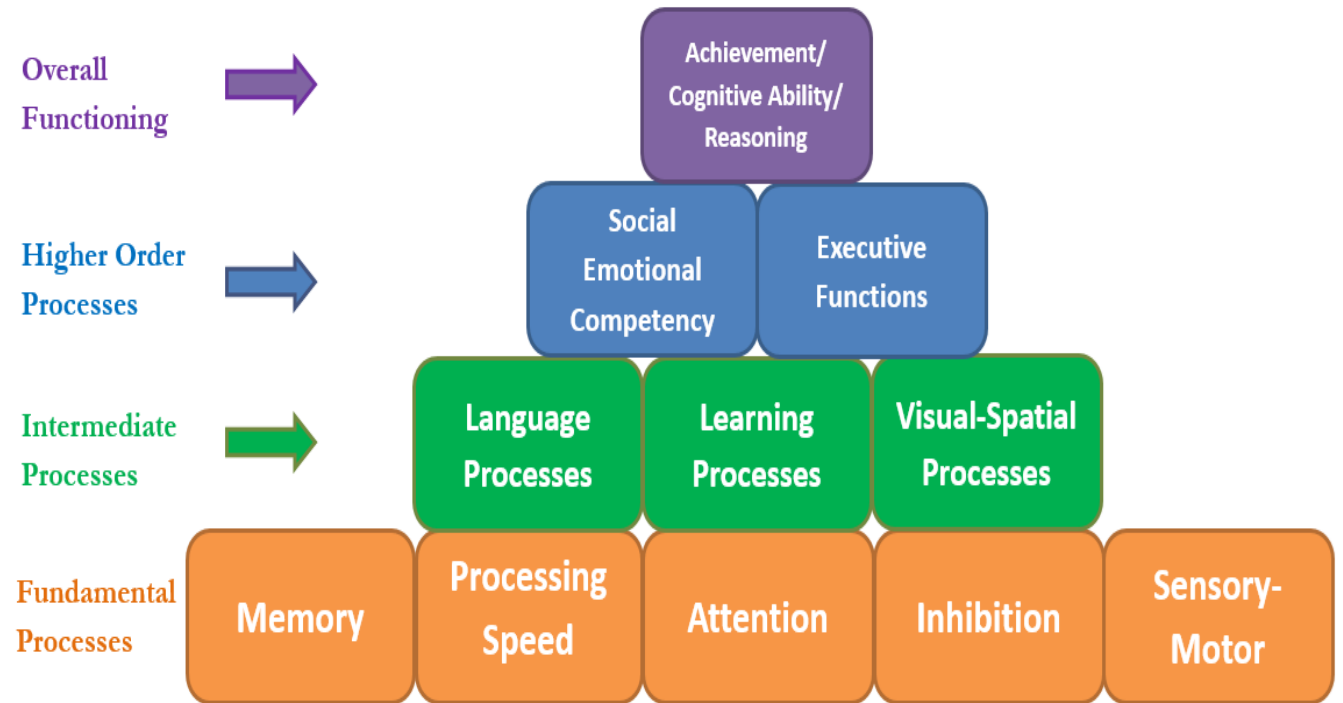 Overall
Functioning
Achievement/
Cognitive Ability/
Reasoning
Higher Order
Processes
Social
Emotional
Competency
Executive
Functions
Intermediate
Processes
Language
Processes
Learning
Processes
Visual-Spatial
Processes
Fundamental
Processes
Memory
Processing
Speed
Attention
Inhibition
Sensory-
Motor